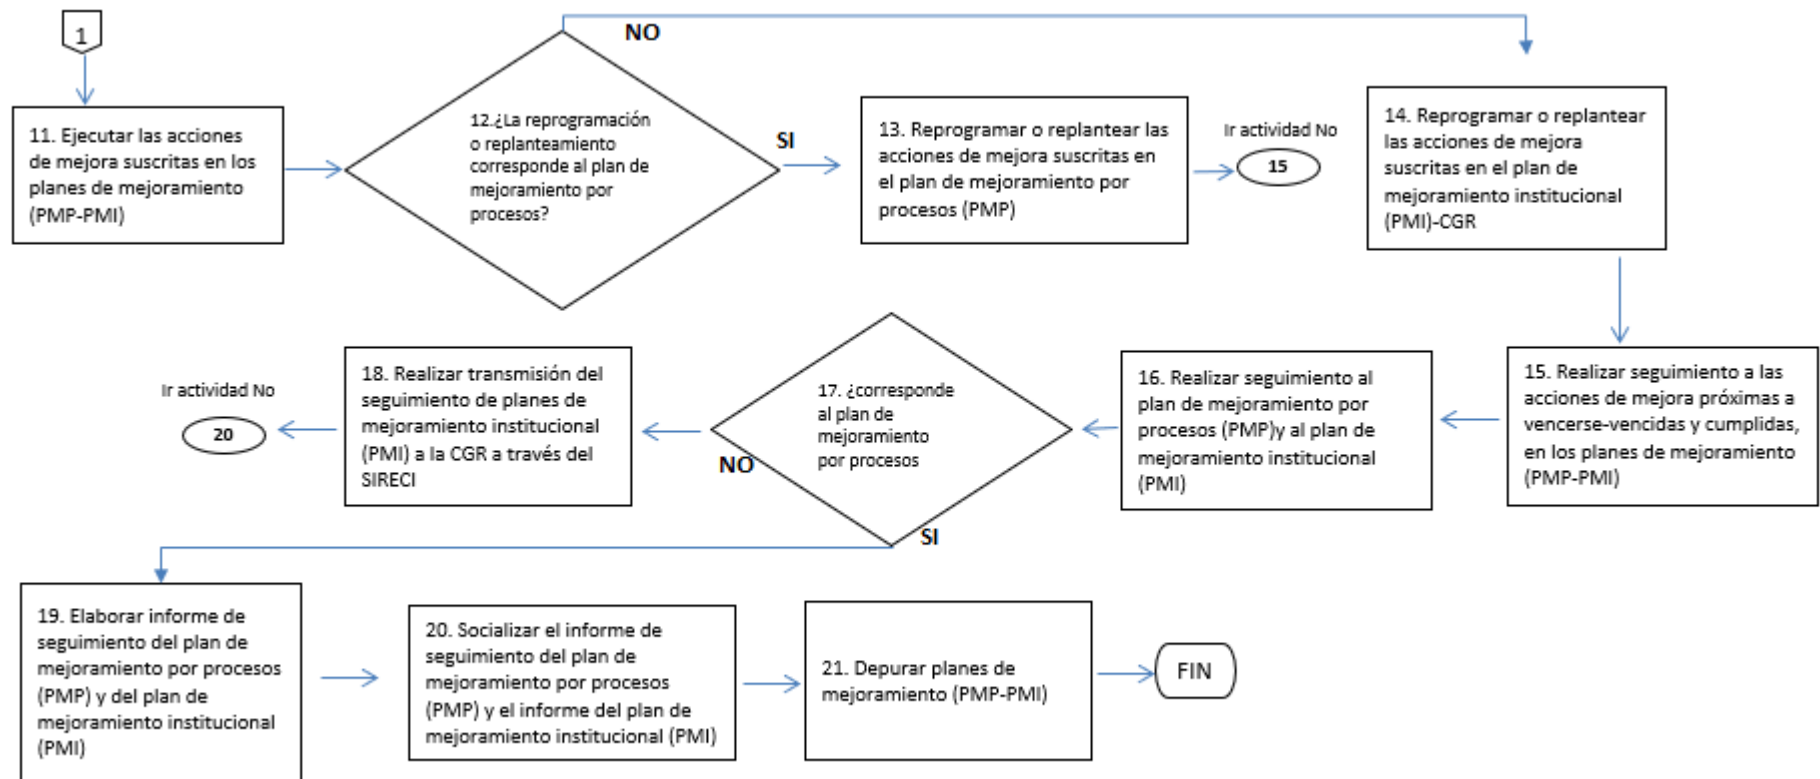 1
NO
11. Ejecutar las acciones
de mejora suscritas en los
planes de mejoramiento
(PMP-PMI)
12.¿La reprogramación
o replanteamiento
corresponde al plan de
mejoramiento por
procesos?
SI
13. Reprogramar o replantear las
acciones de mejora suscritas en
el plan de mejoramiento por
procesos (PMP)
Ir actividad No
15
14. Reprogramar o replantear
las acciones de mejora
suscritas en el plan de
mejoramiento institucional
(PMI)-CGR
15. Realizar seguimiento a las
acciones de mejora próximas a
vencerse-vencidas y cumplidas,
en los planes de mejoramiento
(PMP-PMI)
16. Realizar seguimiento al
plan de mejoramiento por
procesos (PMP)y al plan de
mejoramiento institucional
(PMI)
17. ¿corresponde
al plan de
mejoramiento
por procesos
NO
SI
18. Realizar transmisión del
seguimiento de planes de
mejoramiento institucional
(PMI) a la CGR a través del
SIRECI
Ir actividad No
20
19. Elaborar informe de
seguimiento del plan de
mejoramiento por procesos
(PMP) y del plan de
mejoramiento institucional
(PMI)
20. Socializar el informe de
seguimiento del plan de
mejoramiento por procesos
(PMP) y el informe del plan de
mejoramiento institucional (PMI)
21. Depurar planes de
mejoramiento (PMP-PMI)
FIN